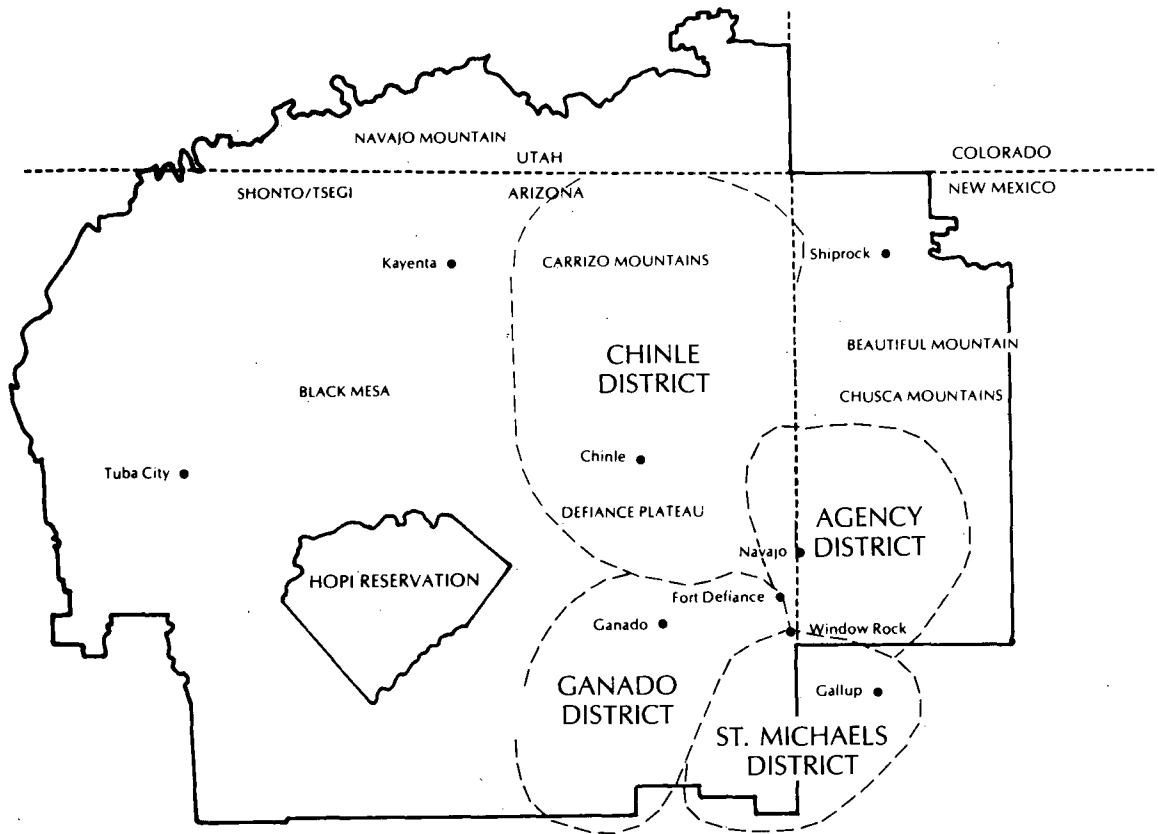 NAVAJO MOUNTAIN
UTAH
COLORADO
SHONTO/TSEGI
ARIZONA
NEW MEXICO
Kayenta
CARRIZO MOUNTAINS
Shiprock
BEAUTIFUL MOUNTAIN
CHINLE
DISTRICT
BLACK MESA
CHUSCA MOUNTAINS
Chinle
Tuba City
DEFIANCE PLATEAU
AGENCY
DISTRICT
Navajo
HOPI RESERVATION
Fort Defiance
Ganado
Window Rock
GANADO
DISTRICT
Gallup
ST. MICHAELS
DISTRICT